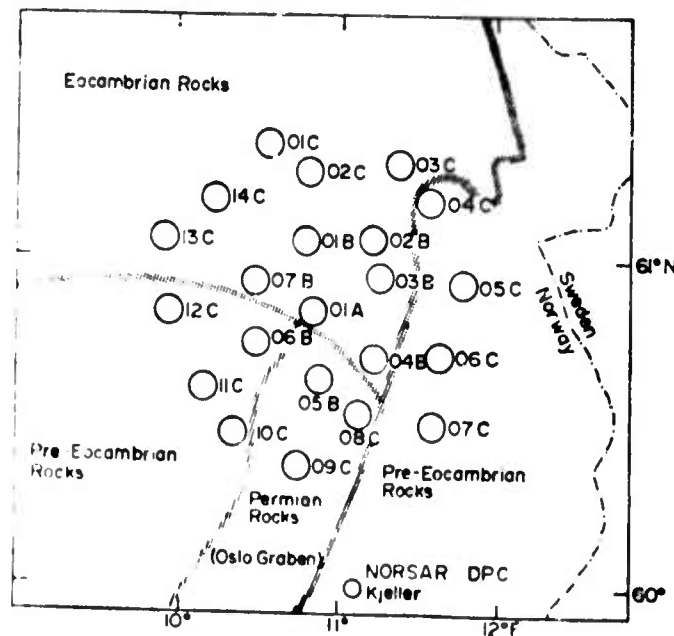 Eocambrian Rocks
01C
02C
03C
04C
14C
13C
01B
02B
61°N
07B
03B
05C
12C
01A
06B
04B
06C
11C
05B
10C
08C
07C
09C
Sweden
Norway
Pre-Eocambrian
Rocks
Pre-Eocambrian
Rocks
Permian
Rocks
(Oslo Graben)
NORSAR DPC
Kjeller
60°
10°
11°
12°E